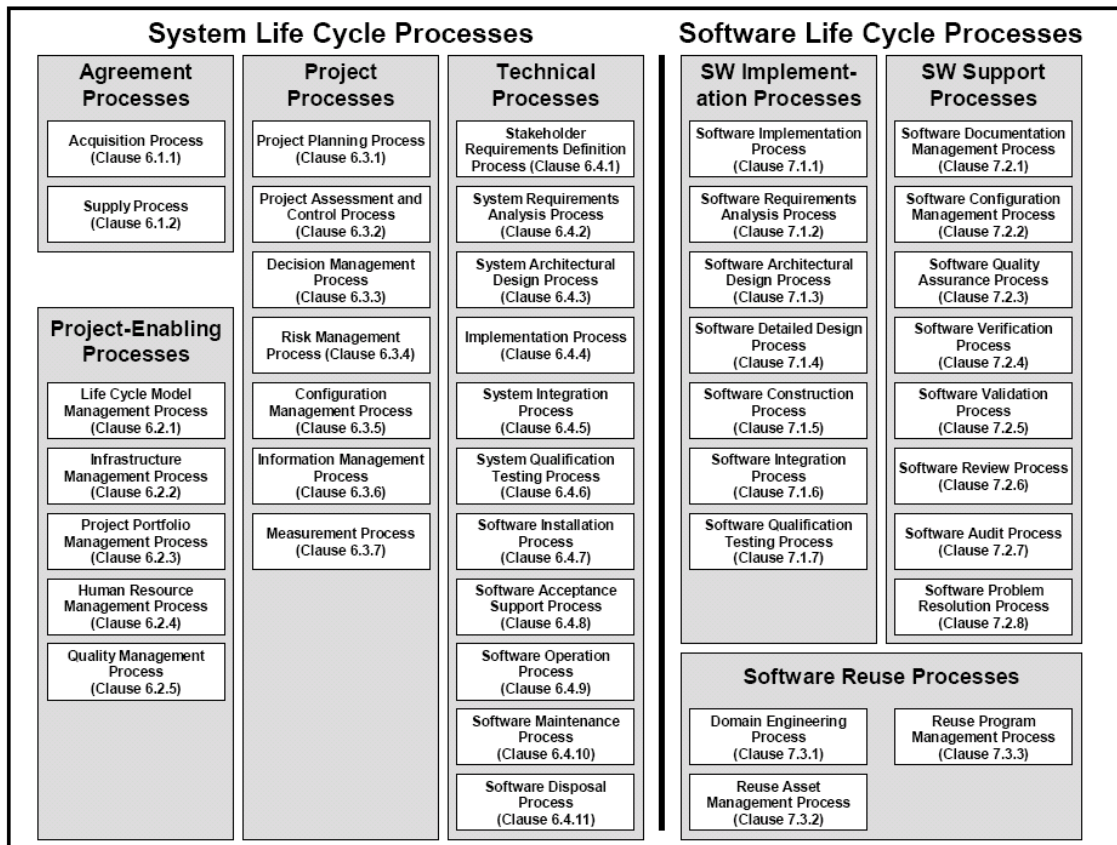 System Life Cycle Processes
Agreement
Processes
Acquisition Process
(Clause 6.1.1)
Supply Process
(Clause 6.1.2)
Project-Enabling
Processes
Life Cycle Model
Management Process
(Clause 6.2.1)
Infrastructure
Management Process
(Clause 6.2.2)
Project Portfolio
Management Process
(Clause 6.2.3)
Human Resource
Management Process
(Clause 6.2.4)
Quality Management
Process
(Clause 6.2.5)
Project
Processes
Project Planning Process
(Clause 6.3.1)
Project Assessment and
Control Process
(Clause 6.3.2)
Decision Management
Process
(Clause 6.3.3)
Risk Management
Process (Clause 6.3.4)
Configuration
Management Process
(Clause 6.3.5)
Information Management
Process
(Clause 6.3.6)
Measurement Process
(Clause 6.3.7)
Technical
Processes
Stakeholder
Requirements Definition
Process (Clause 6.4.1)
System Requirements
Analysis Process
(Clause 6.4.2)
System Architectural
Design Process
(Clause 6.4.3)
Implementation Process
(Clause 6.4.4)
System Integration
Process
(Clause 6.4.5)
System Qualification
Testing Process
(Clause 6.4.6)
Software Installation
Process
(Clause 6.4.7)
Software Acceptance
Support Process
(Clause 6.4.8)
Software Operation
Process
(Clause 6.4.9)
Software Maintenance
Process
(Clause 6.4.10)
Software Disposal
Process
(Clause 6.4.11)
Software Life Cycle Processes
SW Implement-
ation Processes
Software Implementation
Process
(Clause 7.1.1)
Software Requirements
Analysis Process
(Clause 7.1.2)
Software Architectural
Design Process
(Clause 7.1.3)
Software Detailed Design
Process
(Clause 7.1.4)
Software Construction
Process
(Clause 7.1.5)
Software Integration
Process
(Clause 7.1.6)
Software Qualification
Testing Process
(Clause 7.1.7)
SW Support
Processes
Software Documentation
Management Process
(Clause 7.2.1)
Software Configuration
Management Process
(Clause 7.2.2)
Software Quality
Assurance Process
(Clause 7.2.3)
Software Verification
Process
(Clause 7.2.4)
Software Validation
Process
(Clause 7.2.5)
Software Review Process
(Clause 7.2.6)
Software Audit Process
(Clause 7.2.7)
Software Problem
Resolution Process
(Clause 7.2.8)
Software Reuse Processes
Domain Engineering
Process
(Clause 7.3.1)
Reuse Asset
Management Process
(Clause 7.3.2)
Reuse Program
Management Process
(Clause 7.3.3)